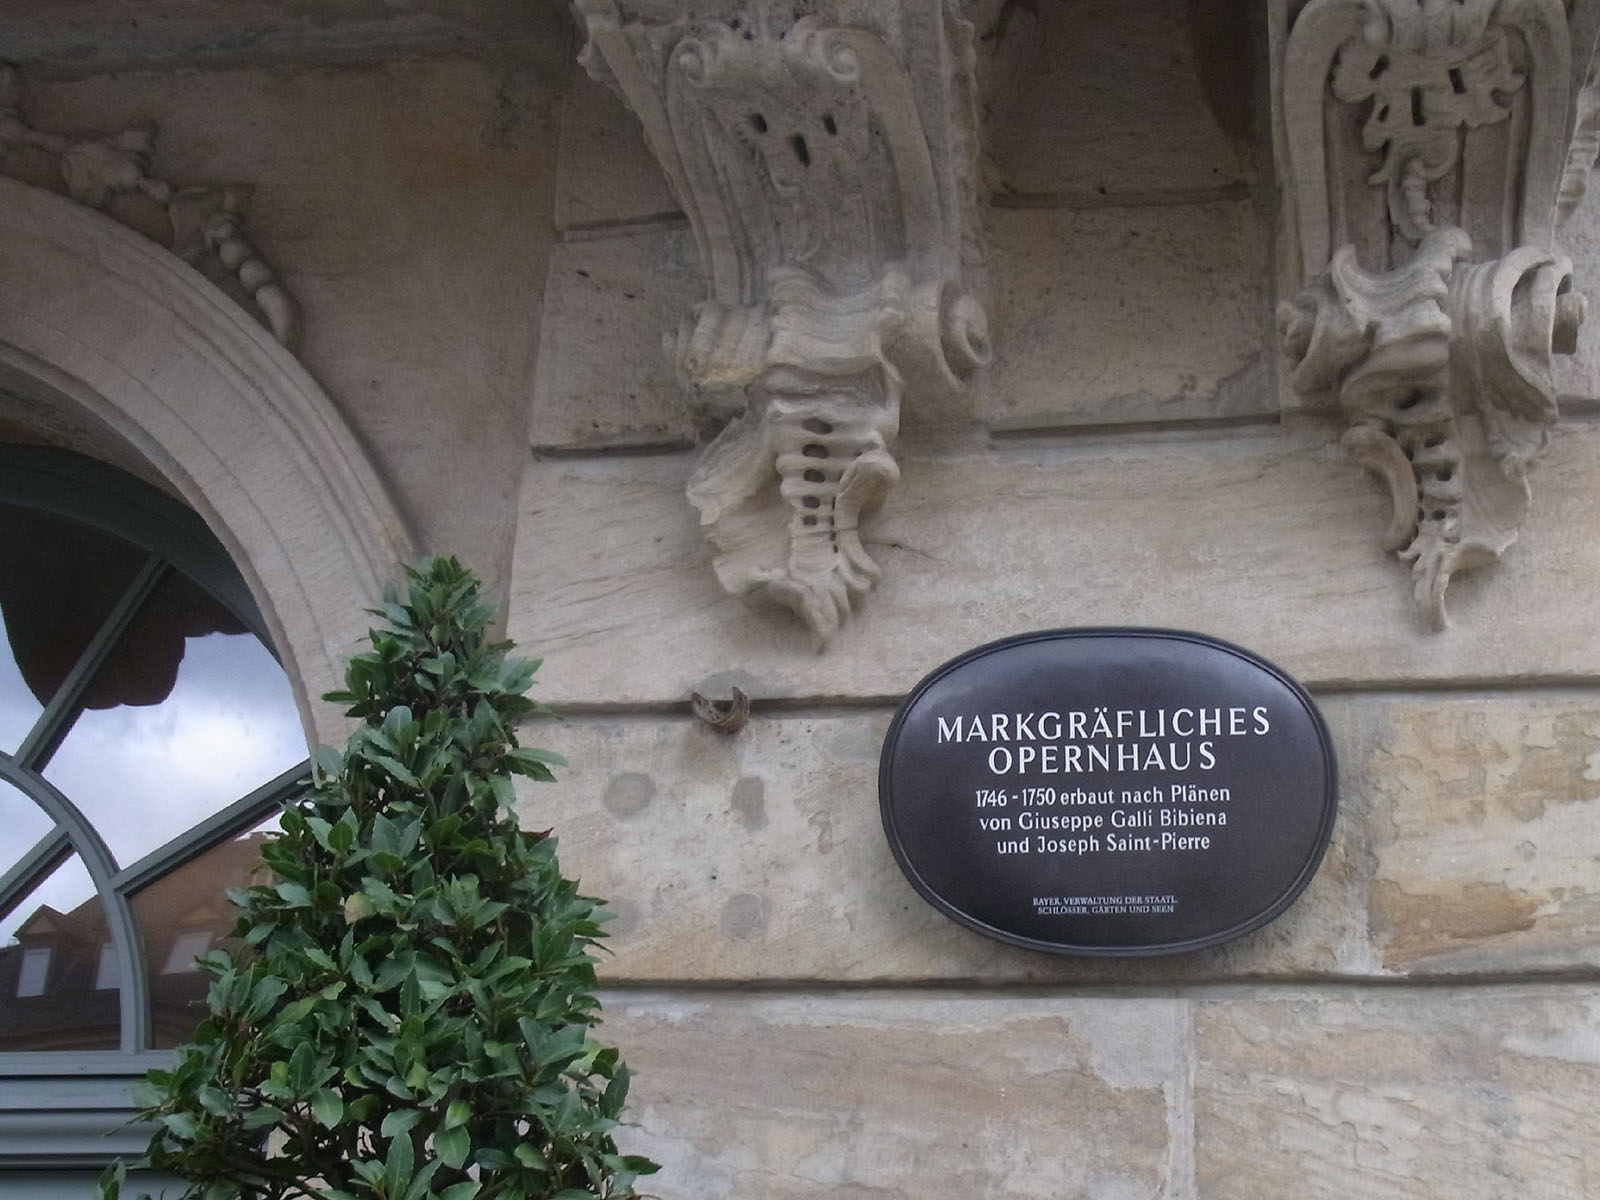 MARKGRÄFLICHES
OPERNHAUS
1746 - 1750 erbaut nach Plänen
von Giuseppe Galli Bibiena
und Joseph Saint-Pierre
BAYER. VERWALTUNG DER STAATL.
SCHLÖSSER, GÄRTEN UND SEEN